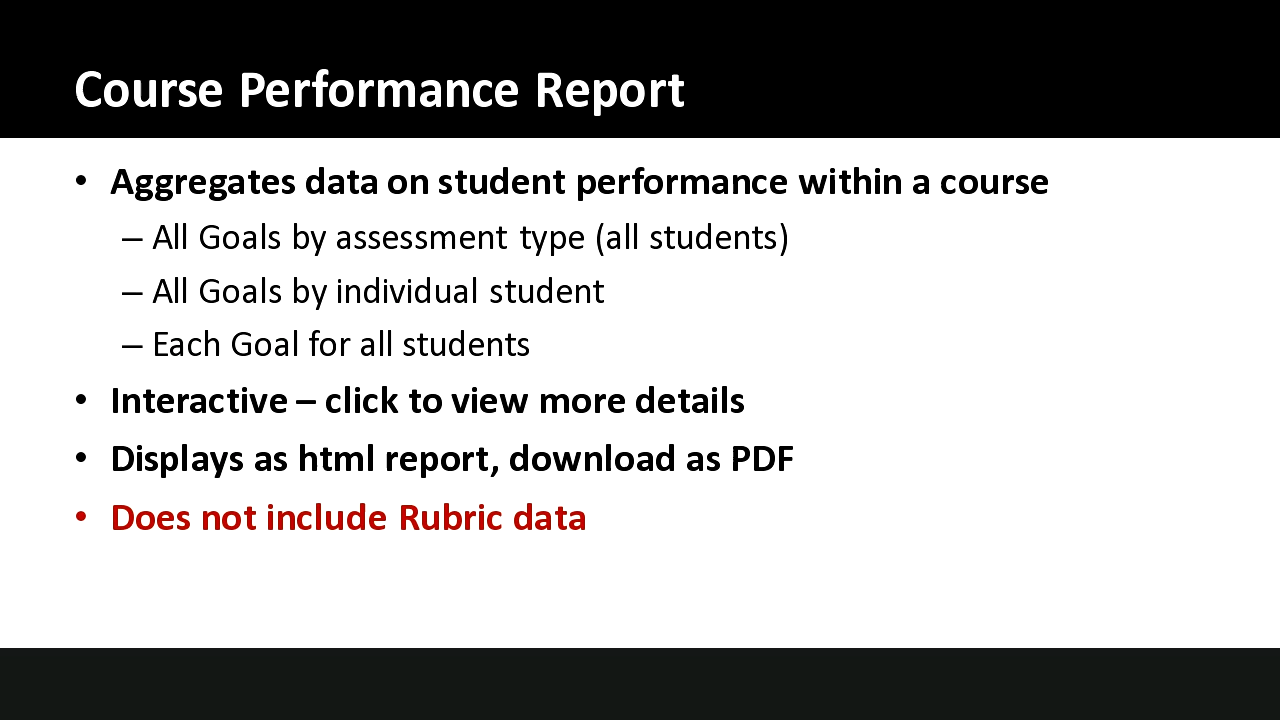 Course Performance Report
• Aggregates data on student performance within a course
– All Goals by assessment type (all students)
– All Goals by individual student
– Each Goal for all students
• Interactive – click to view more details
• Displays as html report, download as PDF
• Does not include Rubric data